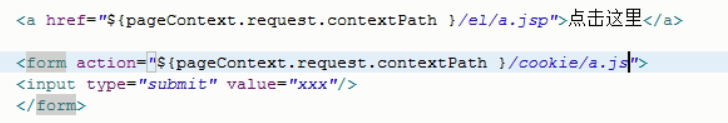 <a href="${pageContext.request.contextPath }/el/a.jsp">点击这里</a>
<form action="${pageContext.request.contextPath }/cookie/a.js">
<input type="submit" value="xxx"/>
</form>